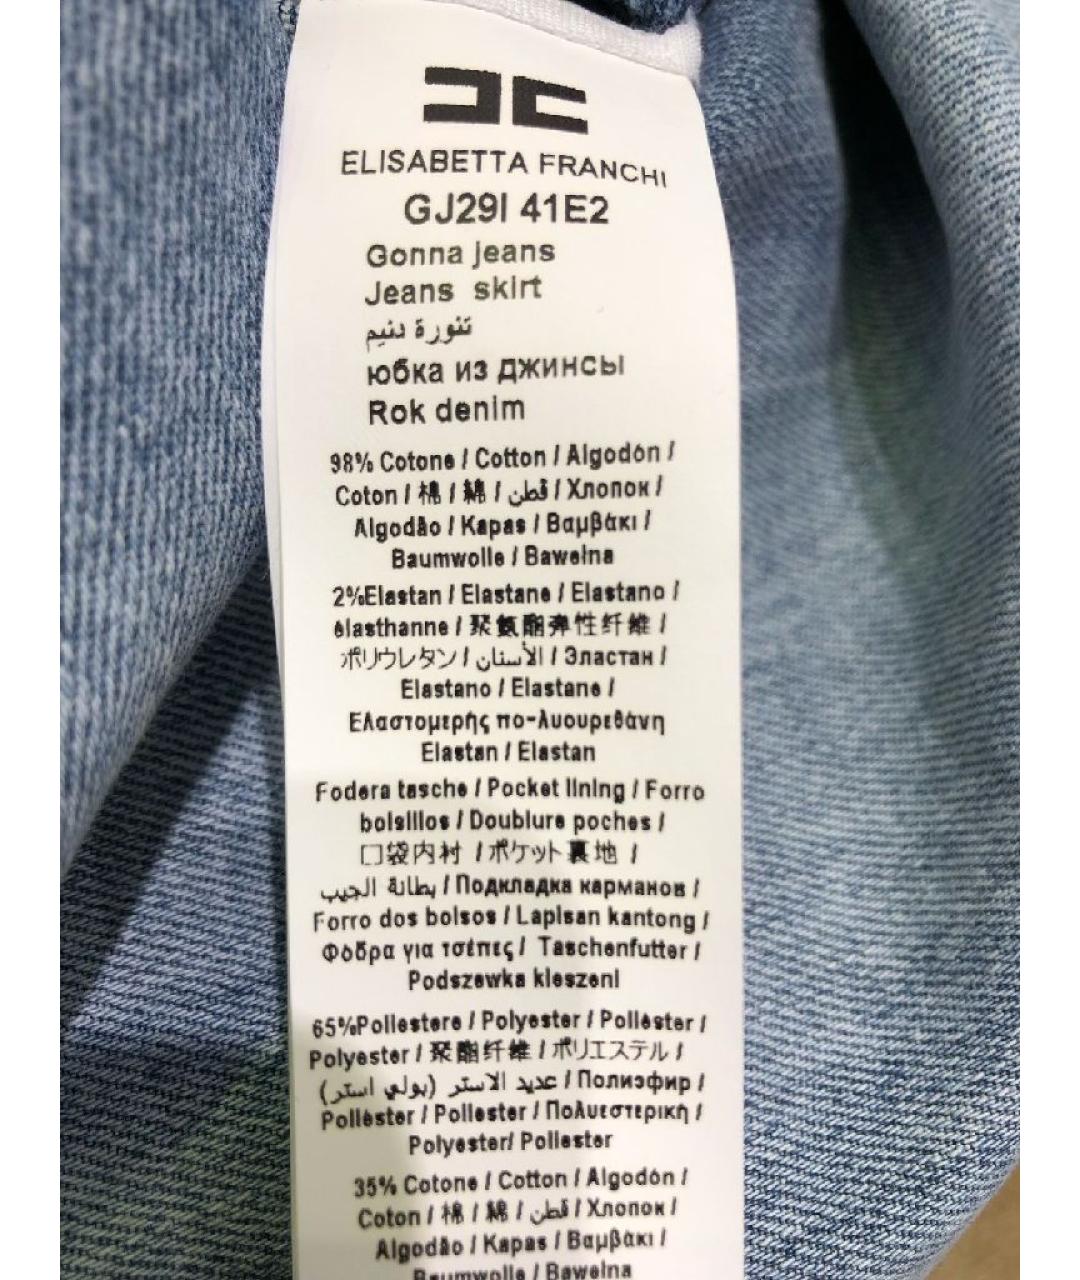 ELISABETTA FRANCHI
GJ29I 41E2
Gonna jeans
Jeans skirt
تنورة دنيم
юбка из джинсы
Rok denim
98% Cotone / Cotton / Algodón /
Coton / 棉 / 綿 / قطن / Хлопок /
Algodão / Kapas / Βαμβάκι /
Baumwolle / Bawełna
2%Elastan / Elastane / Elastano /
élasthanne / 聚氨酯弹性纤维 /
ポリウレタン / الأسنان / Эластан /
Elastano / Elastane /
Ελαστομερής πο-λυουρεθάνη
Elastan / Elastan
Fodera tasche / Pocket lining / Forro
bolsillos / Doublure poches /
口袋内衬 / ポケット裏地 /
بطانة الجيب / Подкладка карманов /
Forro dos bolsos / Lapisan kantong /
Φόδρα για τσέπες / Taschenfutter /
Podszewka kieszeni
65%Poliestere / Polyester / Poliéster /
Polyester / 聚酯纤维 / ポリエステル /
عديد الاستر (بولي استر) / Полиэфир /
Poliéster / Poliester / Πολυεστερική /
Polyester/ Poliester
35% Cotone / Cotton / Algodón /
Coton / 棉 / 綿 / قطن / Хлопок /
Algodão / Kapas / Βαμβάκι /
Baumwolle / Bawełna